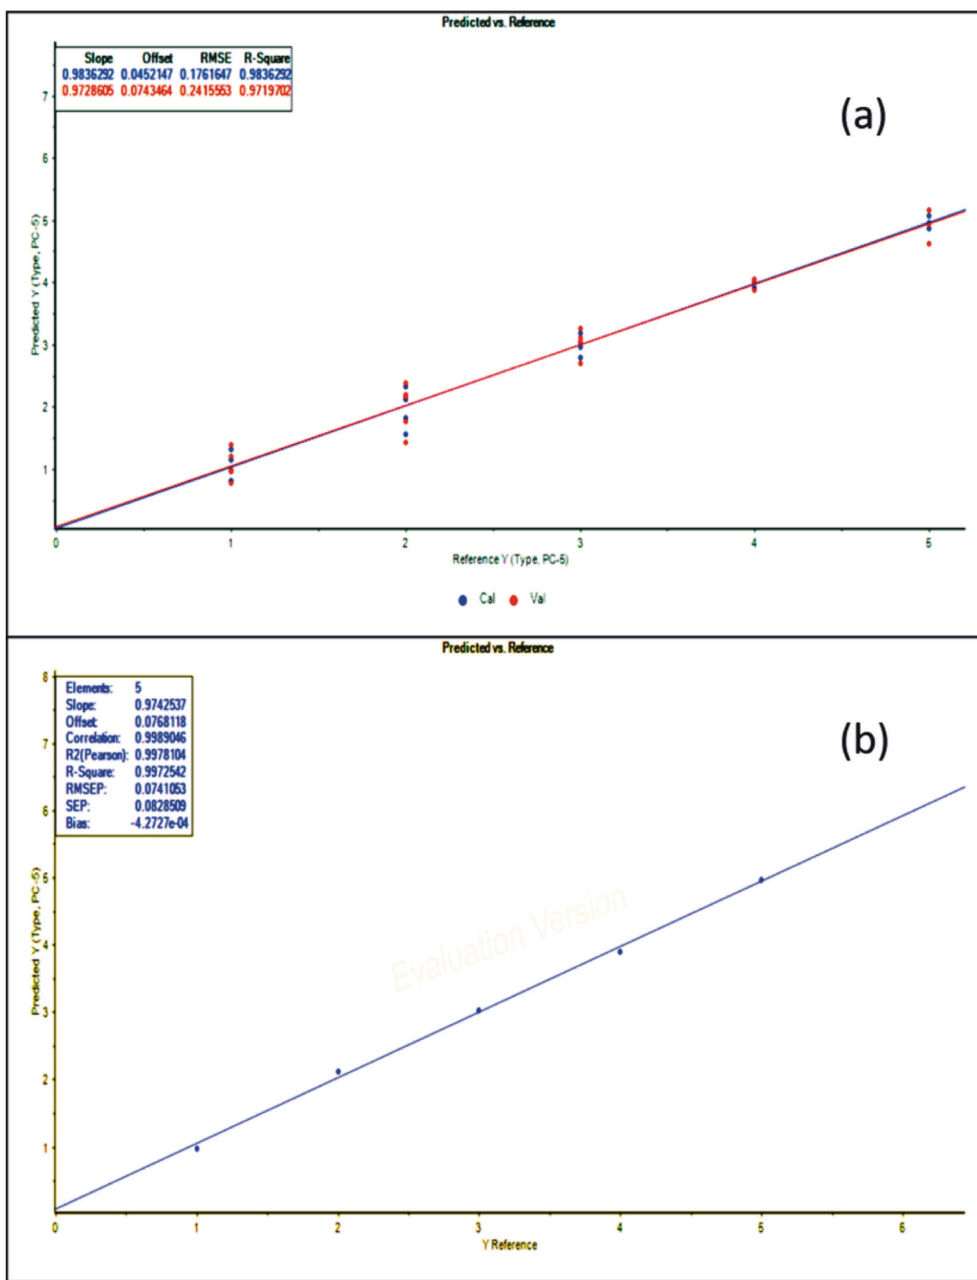 Predicted vs. Reference
Slope Offset RMSE R-Square
0.9836292 0.0452147 0.1761647 0.9836292
0.9728605 0.0743464 0.2415553 0.9719702
(a)
Predicted Y (Type, PC-5)
7
6
5
4
3
2
1
0 1 2 3 4 5
Reference Y (Type, PC-5)
Cal Val
Predicted vs. Reference
Elements: 5
Slope: 0.9742537
Offset: 0.0768118
Correlation: 0.9989046
R2(Pearson): 0.9978104
R-Square: 0.9972542
RMSEP: 0.0741053
SEP: 0.0828509
Bias: -4.2727e-04
(b)
Predicted Y (Type, PC-5)
8
7
6
5
4
3
2
1
Evaluation Version
0 1 2 3 4 5 6
Y Reference